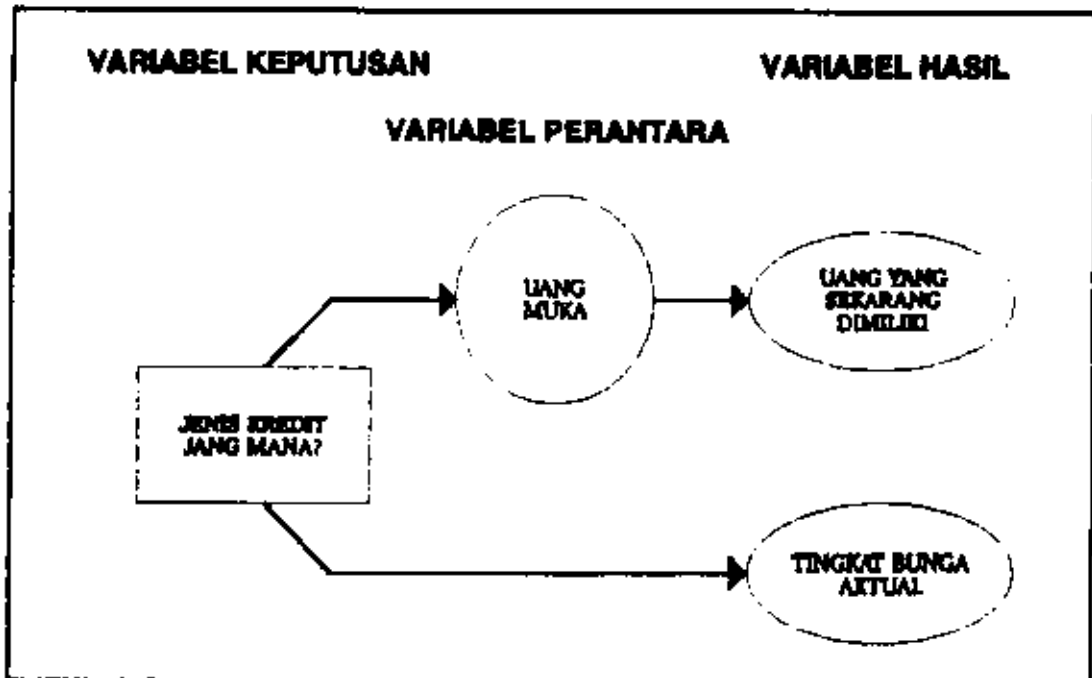 VARIABEL KEPUTUSAN
VARIABEL HASIL
VARIABEL PERANTARA
UANG
MUKA
UANG YANG
SEKARANG
DIMILIKI
JENIS KREDIT
JANG MANA?
TINGKAT BUNGA
AKTUAL